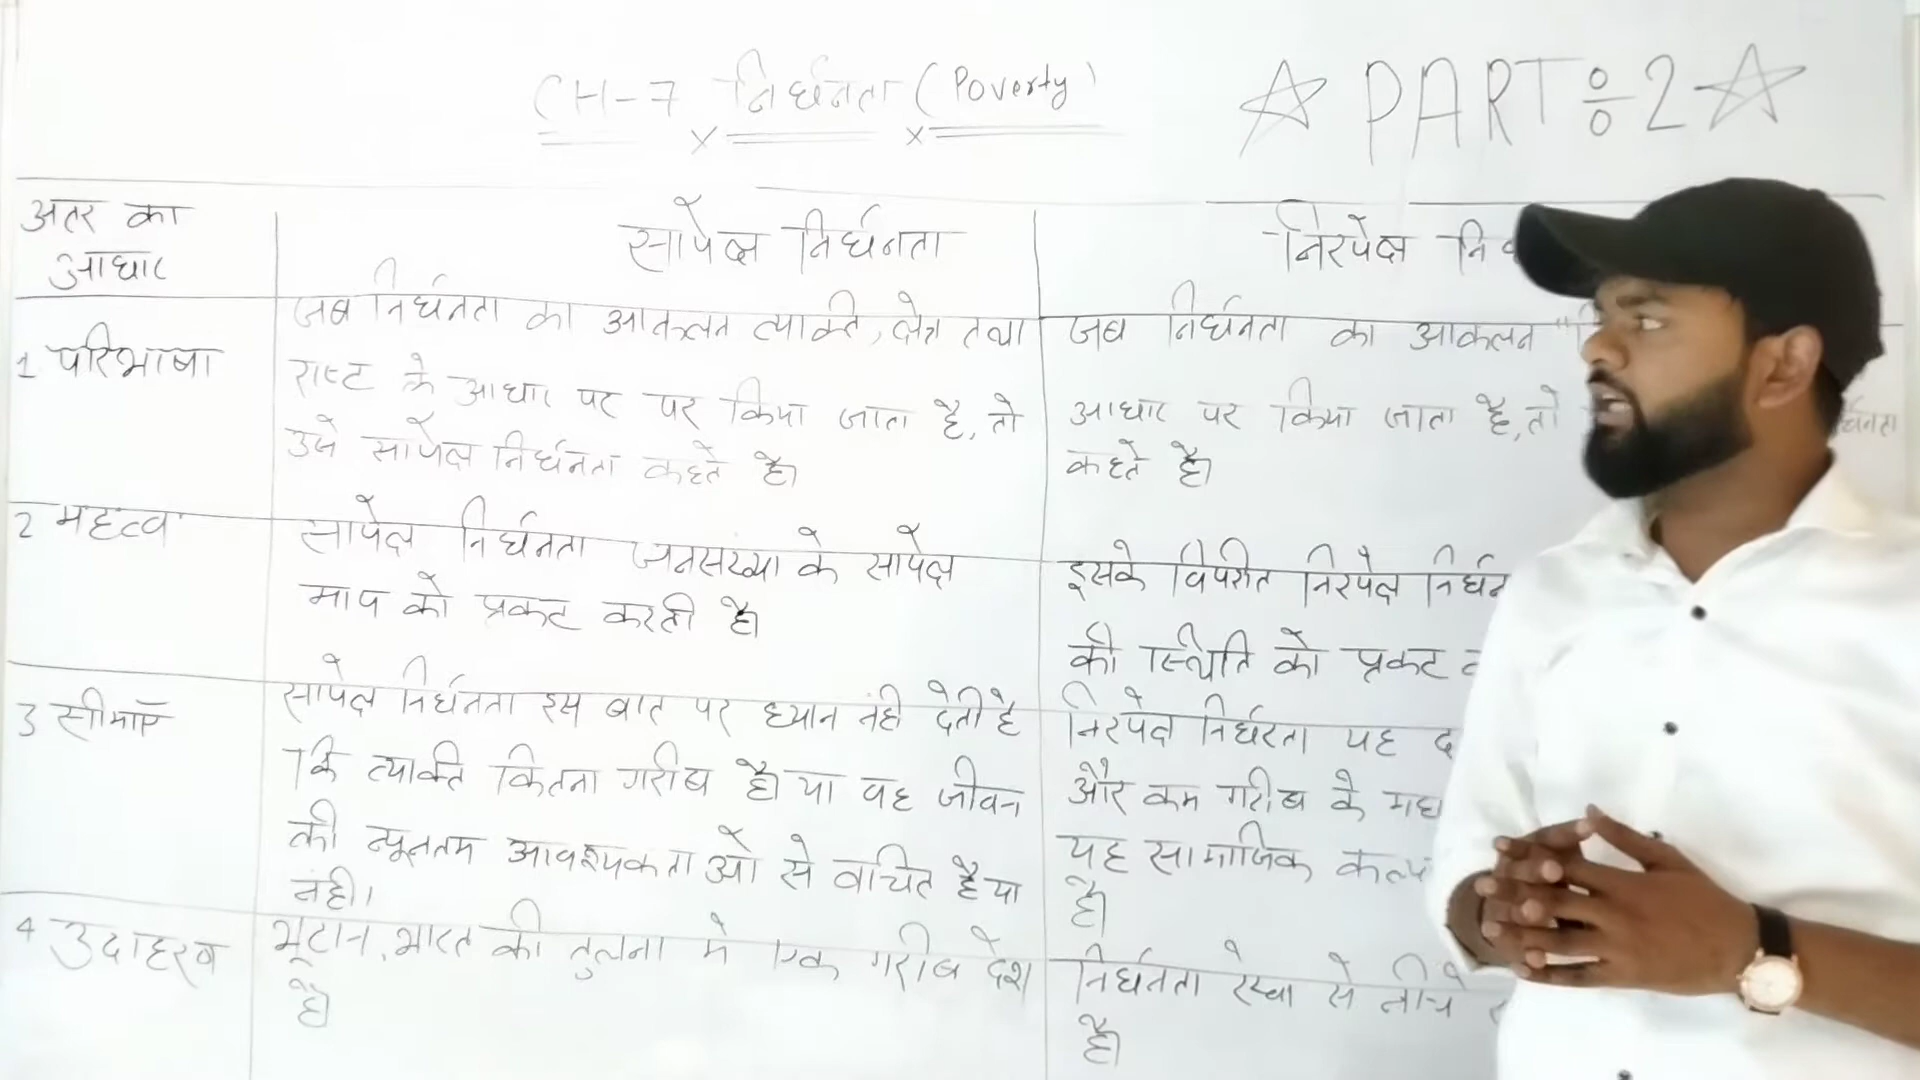 CH-7 निर्धनता (Poverty)
☆ PART÷2☆
अतर का
आधार
सापेक्ष निर्धनता
निरपेक्ष
1 परिभाषा
जब निर्धनता का आकलन व्यक्ति, क्षेत्र तथा
राष्ट के आधार पर पर किया जाता है, तो
उसे सापेक्ष निर्धनता कहते है।
जब निर्धनता का आकलन "
आधार पर किया जाता है, तो
कहते है।
2 महत्व
सापेक्ष निर्धनता जनसंख्या के सापेक्ष
माप को प्रकट करती है।
इसके विपरीत निरपेक्ष
की स्थिति को प्रकट
3 सीमाएँ
सापेक्ष निर्धनता इस बात पर ध्यान नही देती है
कि व्यक्ति कितना गरीब है। या वह जीवन
की न्यूनतम आवश्यकता ओ से वंचित है या
नही।
निरपेक्ष निर्धरता यह
और कम गरीब के
यह सामाजिक
है।
4 उदाहरण
भूटान, भारत की तुलना मे एक गरीब देश
है।
निर्धनता रेखा से नीचे
है।